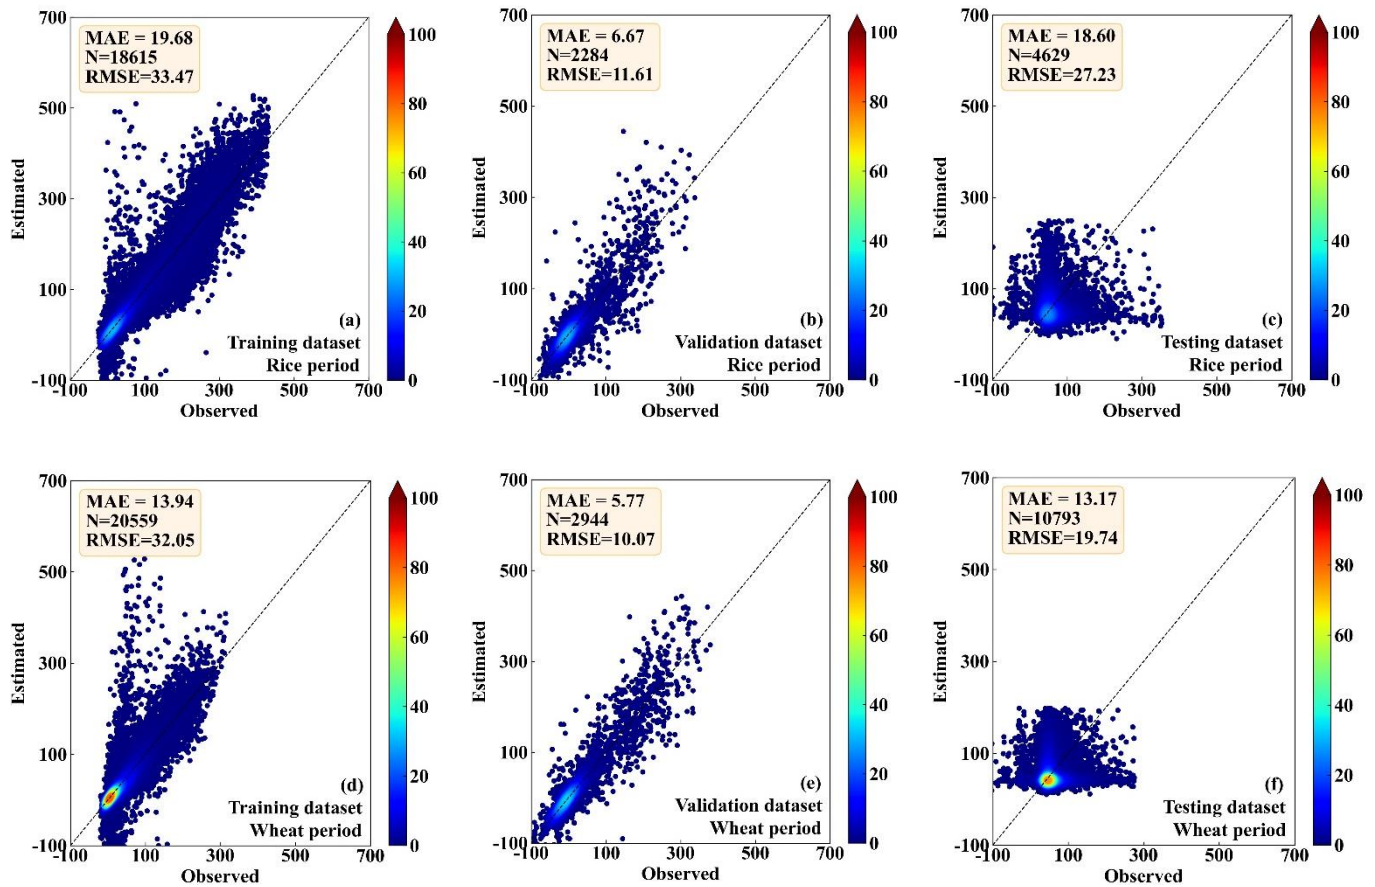 700
MAE = 19.68
N=18615
RMSE=33.47
500
300
100
-100
Estimated
(a)
Training dataset
Rice period
-100 100 300 500 700
Observed
100
80
60
40
20
0
700
MAE = 6.67
N=2284
RMSE=11.61
500
300
100
-100
Estimated
(b)
Validation dataset
Rice period
-100 100 300 500 700
Observed
100
80
60
40
20
0
700
MAE = 18.60
N=4629
RMSE=27.23
500
300
100
-100
Estimated
(c)
Testing dataset
Rice period
-100 100 300 500 700
Observed
100
80
60
40
20
0
700
MAE = 13.94
N=20559
RMSE=32.05
500
300
100
-100
Estimated
(d)
Training dataset
Wheat period
-100 100 300 500 700
Observed
100
80
60
40
20
0
700
MAE = 5.77
N=2944
RMSE=10.07
500
300
100
-100
Estimated
(e)
Validation dataset
Wheat period
-100 100 300 500 700
Observed
100
80
60
40
20
0
700
MAE = 13.17
N=10793
RMSE=19.74
500
300
100
-100
Estimated
(f)
Testing dataset
Wheat period
-100 100 300 500 700
Observed
100
80
60
40
20
0